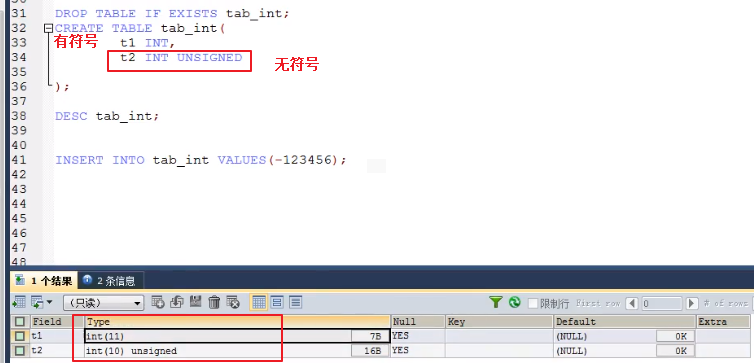 31 DROP TABLE IF EXISTS tab_int;
32 CREATE TABLE tab_int(
有符号
33 t1 INT,
34 t2 INT UNSIGNED
无符号
35
36 );
37
38 DESC tab_int;
39
40
41 INSERT INTO tab_int VALUES(-123456);
42
43
44
45
46
47
48
1 个结果 2 条信息
(只读) 限制行 First row 0 # of rows
Field Type Null Key Default Extra
t1 int(11) 7B YES (NULL) 0K
t2 int(10) unsigned 16B YES (NULL) 0K